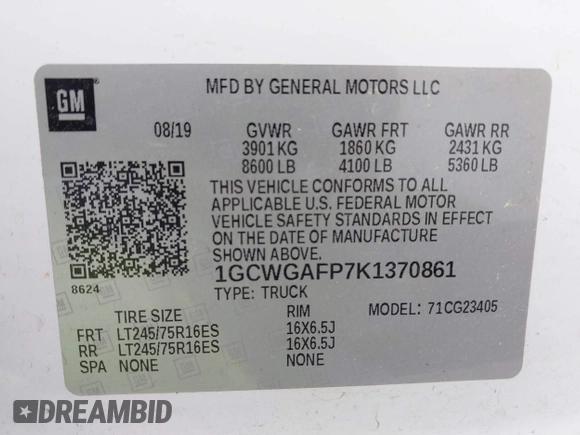 GM
MFD BY GENERAL MOTORS LLC
08/19 GVWR GAWR FRT GAWR RR
3901 KG 1860 KG 2431 KG
8600 LB 4100 LB 5360 LB
THIS VEHICLE CONFORMS TO ALL
APPLICABLE U.S. FEDERAL MOTOR
VEHICLE SAFETY STANDARDS IN EFFECT
ON THE DATE OF MANUFACTURE
SHOWN ABOVE.
8624 1GCWGAFP7K1370861
TYPE: TRUCK
TIRE SIZE RIM MODEL: 71CG23405
FRT LT245/75R16ES 16X6.5J
RR LT245/75R16ES 16X6.5J
SPA NONE NONE
DREAMBID